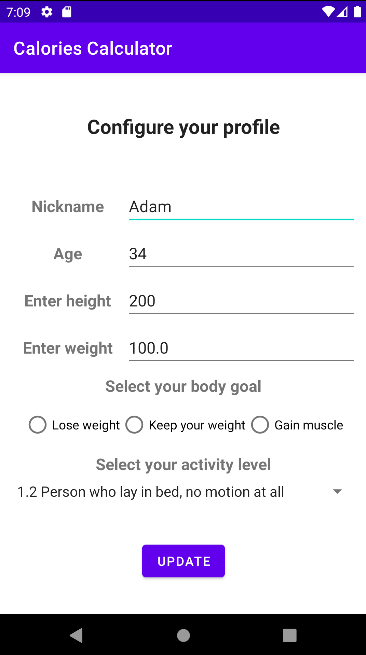 7:09
Calories Calculator
Configure your profile
Nickname Adam
Age 34
Enter height 200
Enter weight 100.0
Select your body goal
Lose weight Keep your weight Gain muscle
Select your activity level
1.2 Person who lay in bed, no motion at all
UPDATE